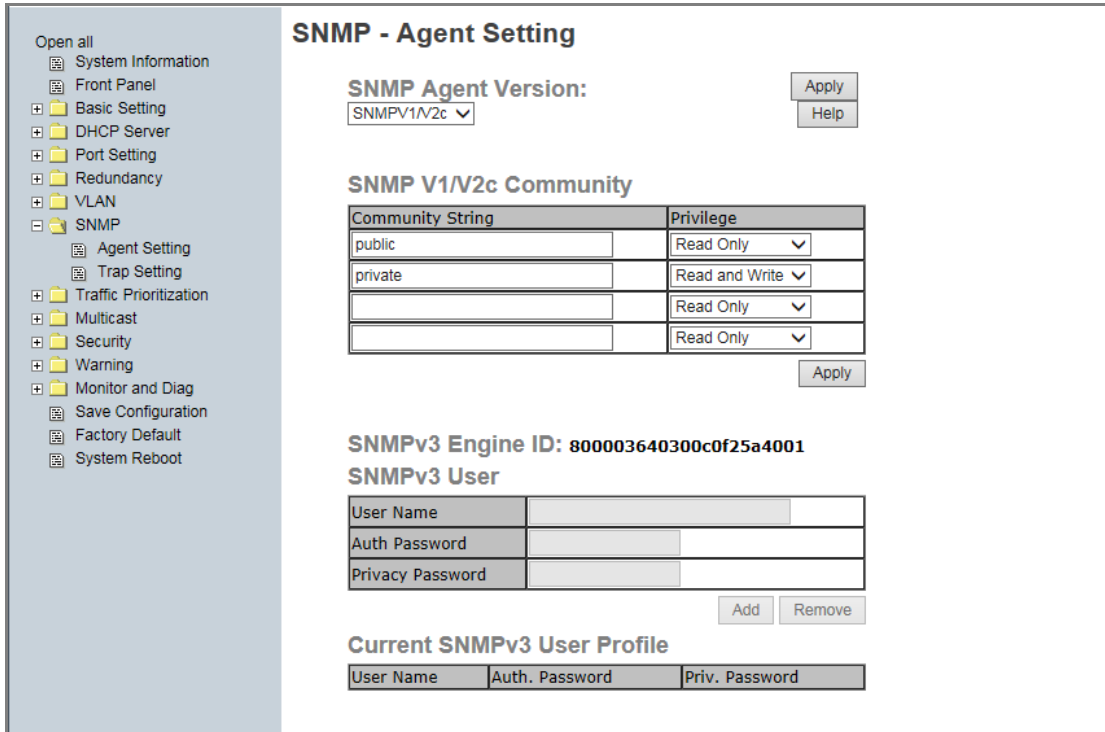 Open all
System Information
Front Panel
Basic Setting
DHCP Server
Port Setting
Redundancy
VLAN
SNMP
Agent Setting
Trap Setting
Traffic Prioritization
Multicast
Security
Warning
Monitor and Diag
Save Configuration
Factory Default
System Reboot
SNMP - Agent Setting
SNMP Agent Version:
SNMPV1/V2c
Apply
Help
SNMP V1/V2c Community
Community String Privilege
public Read Only
private Read and Write
Read Only
Read Only
Apply
SNMPv3 Engine ID: 800003640300c0f25a4001
SNMPv3 User
User Name
Auth Password
Privacy Password
Add Remove
Current SNMPv3 User Profile
User Name Auth. Password Priv. Password